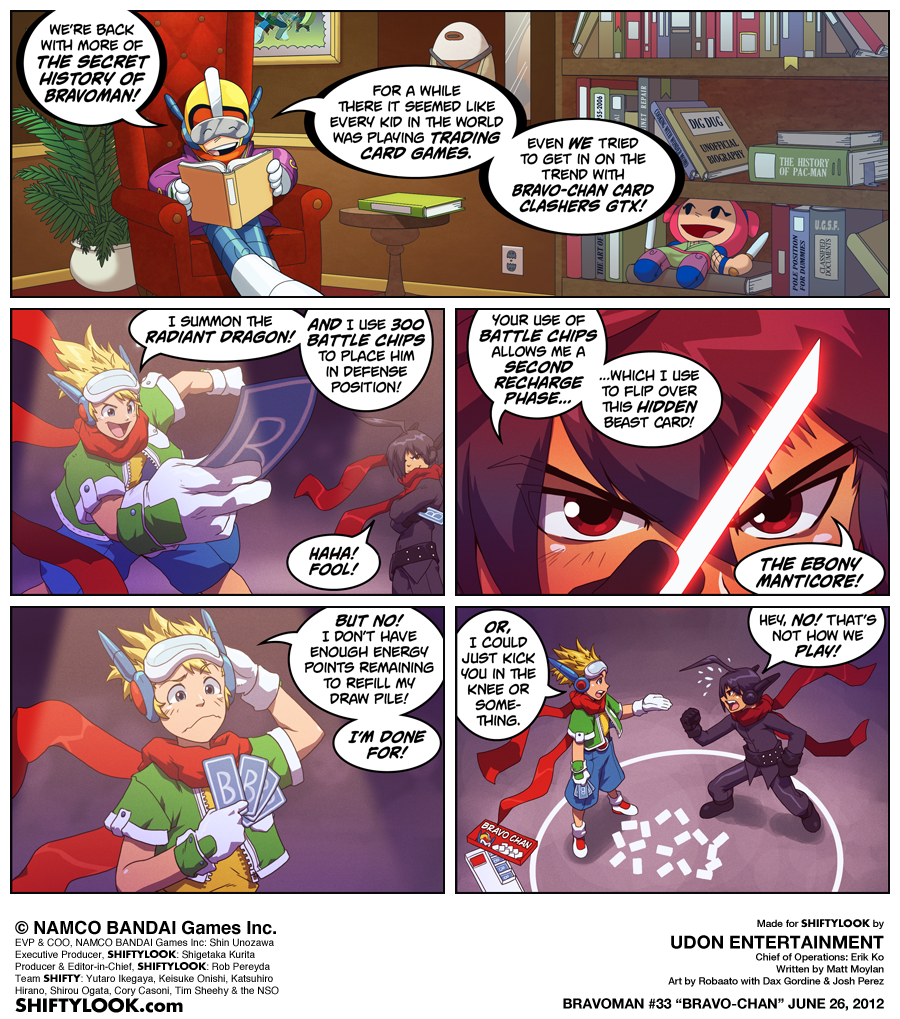 WE'RE BACK
WITH MORE OF
THE SECRET
HISTORY OF
BRAVOMAN!
FOR A WHILE
THERE IT SEEMED LIKE
EVERY KID IN THE WORLD
WAS PLAYING TRADING
CARD GAMES.
EVEN WE TRIED
TO GET IN ON THE
TREND WITH
BRAVO-CHAN CARD
CLASHERS GTX!
DIG DUG
UNOFFICIAL
BIOGRAPHY
THE HISTORY
OF PAC-MAN
THE ART OF
POLE POSITION
FOR DUMMIES
U.G.S.F.
CLASSIFIED
DOCUMENTS
I SUMMON THE
RADIANT DRAGON!
AND I USE 300
BATTLE CHIPS
TO PLACE HIM
IN DEFENSE
POSITION!
B
HAHA!
FOOL!
YOUR USE OF
BATTLE CHIPS
ALLOWS ME A
SECOND
RECHARGE
PHASE...
...WHICH I USE
TO FLIP OVER
THIS HIDDEN
BEAST CARD!
THE EBONY
MANTICORE!
BUT NO!
I DON'T HAVE
ENOUGH ENERGY
POINTS REMAINING
TO REFILL MY
DRAW PILE!
I'M DONE
FOR!
B
B
B
OR,
I COULD
JUST KICK
YOU IN THE
KNEE OR
SOME-
THING.
HEY, NO! THAT'S
NOT HOW WE
PLAY!
BRAVO CHAN
© NAMCO BANDAI Games Inc.
EVP & COO, NAMCO BANDAI Games Inc: Shin Unozawa
Executive Producer, SHIFTYLOOK: Shigetaka Kurita
Producer & Editor-in-Chief, SHIFTYLOOK: Rob Pereyda
Team SHIFTY: Yutaro Ikegaya, Keisuke Onishi, Katsuhiro
Hirano, Shirou Ogata, Cory Casoni, Tim Sheehy & the NSO
SHIFTYLOOK.com
Made for SHIFTYLOOK by
UDON ENTERTAINMENT
Chief of Operations: Erik Ko
Written by Matt Moylan
Art by Robaato with Dax Gordine & Josh Perez
BRAVOMAN #33 “BRAVO-CHAN” JUNE 26, 2012